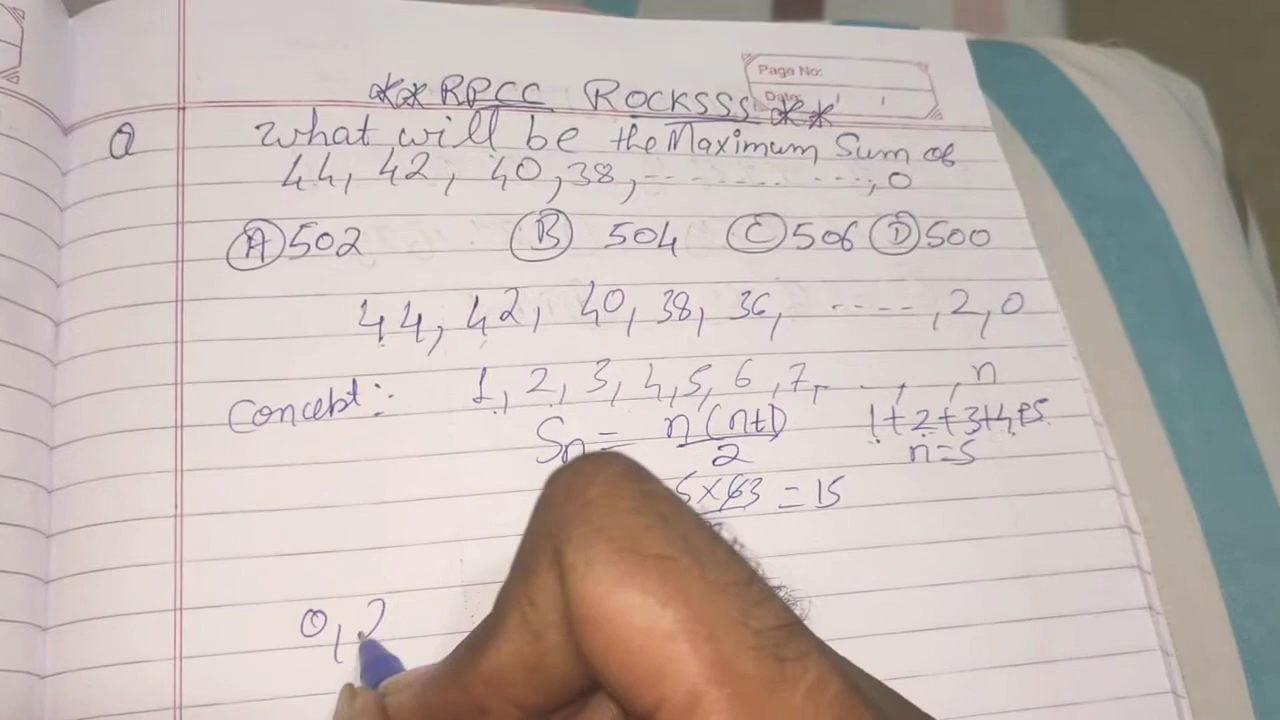 Page No:
Date: / /
** RPCC ROCKSSS **
Q What will be the Maximum Sum of
44, 42, 40, 38, ---------- ...., 0
(A) 502 (B) 504 (C) 506 (D) 500
44, 42, 40, 38, 36, ----, 2, 0
Concept: 1, 2, 3, 4, 5, 6, 7, - . , - , n
Sn = n(n+1)/2 1+2+3+4+5
n=5
5×63 = 15
0, 2